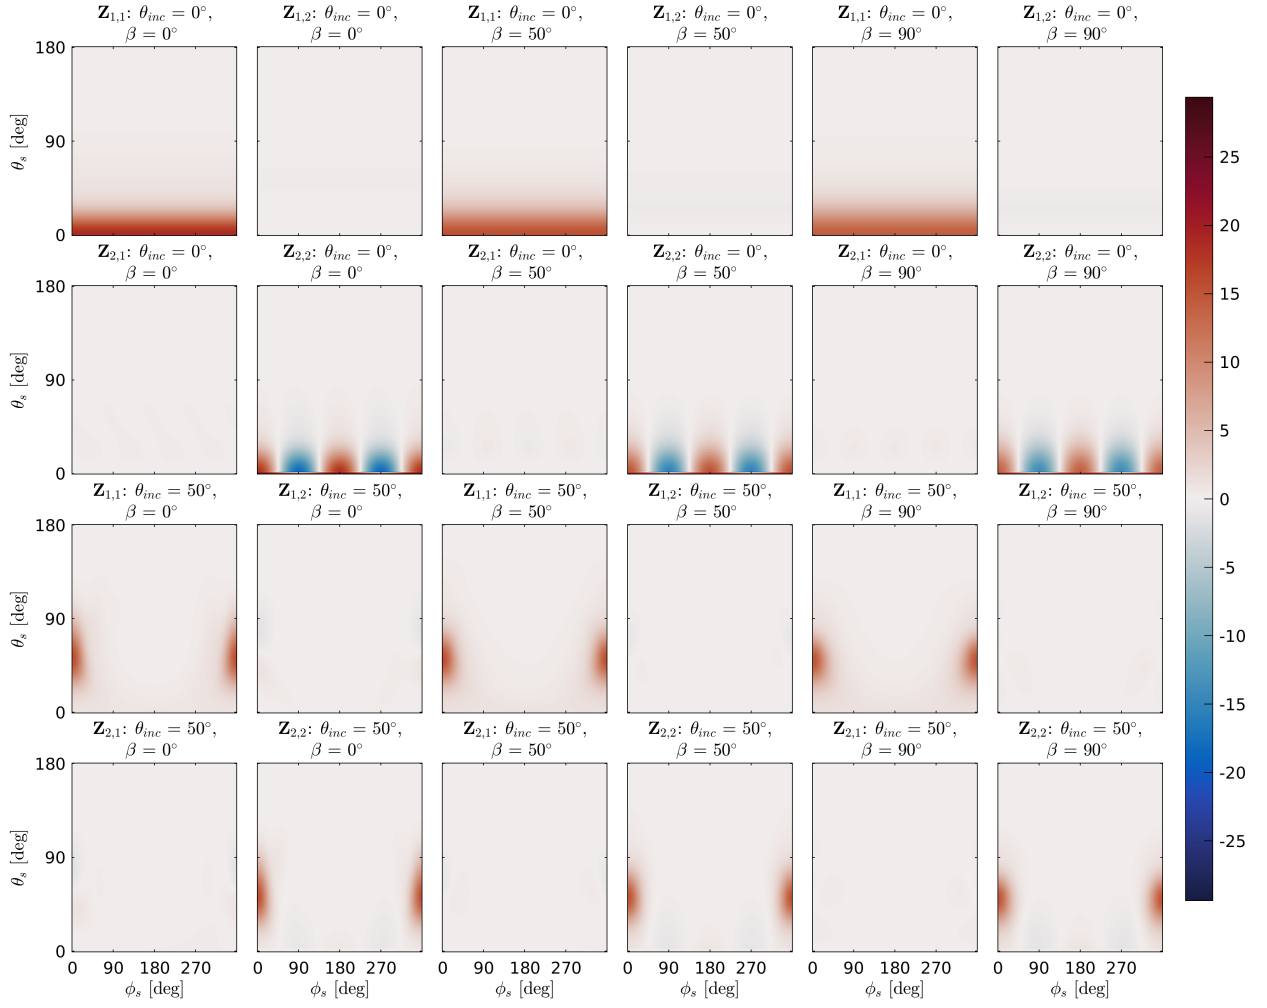 Z1,1: θinc = 0°, Z1,2: θinc = 0°, Z1,1: θinc = 0°, Z1,2: θinc = 0°, Z1,1: θinc = 0°, Z1,2: θinc = 0°,
β = 0° β = 0° β = 50° β = 50° β = 90° β = 90°
180
90
0
θs [deg]
Z2,1: θinc = 0°, Z2,2: θinc = 0°, Z2,1: θinc = 0°, Z2,2: θinc = 0°, Z2,1: θinc = 0°, Z2,2: θinc = 0°,
β = 0° β = 0° β = 50° β = 50° β = 90° β = 90°
180
90
0
θs [deg]
Z1,1: θinc = 50°, Z1,2: θinc = 50°, Z1,1: θinc = 50°, Z1,2: θinc = 50°, Z1,1: θinc = 50°, Z1,2: θinc = 50°,
β = 0° β = 0° β = 50° β = 50° β = 90° β = 90°
180
90
0
θs [deg]
Z2,1: θinc = 50°, Z2,2: θinc = 50°, Z2,1: θinc = 50°, Z2,2: θinc = 50°, Z2,1: θinc = 50°, Z2,2: θinc = 50°,
β = 0° β = 0° β = 50° β = 50° β = 90° β = 90°
180
90
0
θs [deg]
0 90 180 270 0 90 180 270 0 90 180 270 0 90 180 270 0 90 180 270 0 90 180 270
ϕs [deg] ϕs [deg] ϕs [deg] ϕs [deg] ϕs [deg] ϕs [deg]
25
20
15
10
5
0
-5
-10
-15
-20
-25